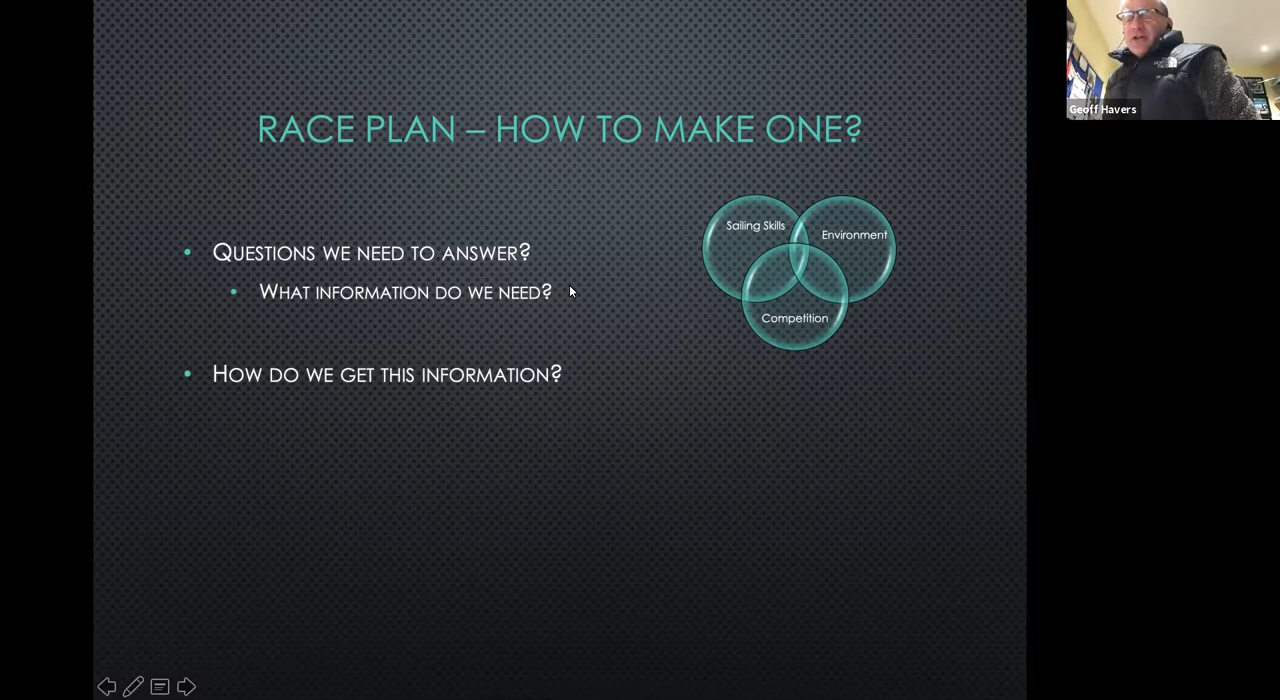 RACE PLAN – HOW TO MAKE ONE?
• QUESTIONS WE NEED TO ANSWER?
• WHAT INFORMATION DO WE NEED?
• HOW DO WE GET THIS INFORMATION?
Sailing Skills
Environment
Competition
Geoff Havers